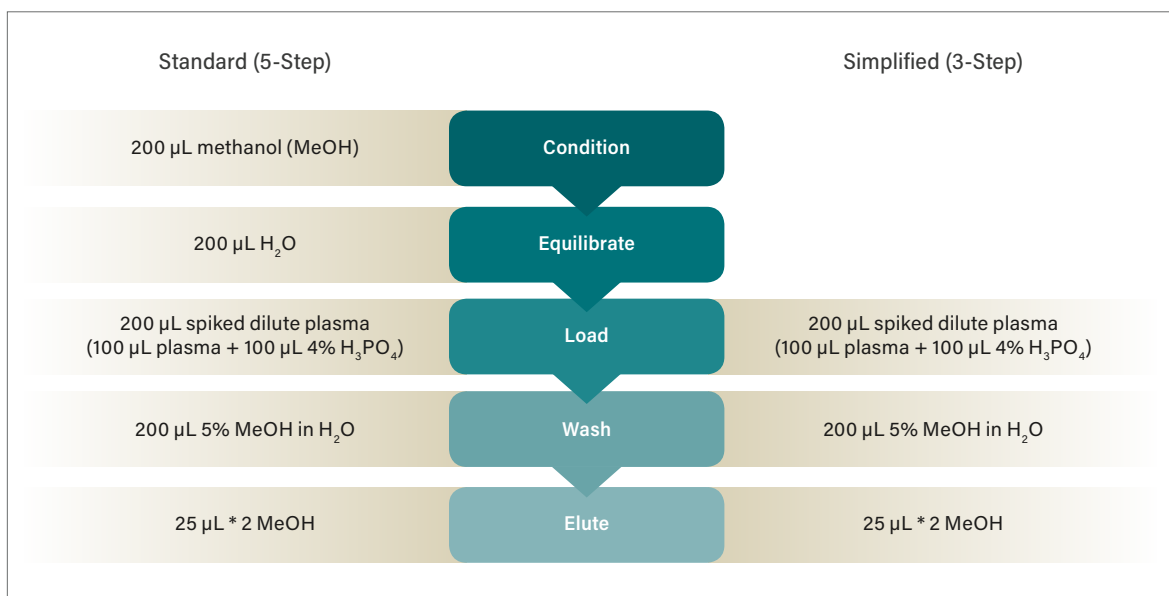 Standard (5-Step)
Simplified (3-Step)
200 µL methanol (MeOH)
Condition
200 µL H₂O
Equilibrate
200 µL spiked dilute plasma
(100 µL plasma + 100 µL 4% H₃PO₄)
Load
200 µL spiked dilute plasma
(100 µL plasma + 100 µL 4% H₃PO₄)
200 µL 5% MeOH in H₂O
Wash
200 µL 5% MeOH in H₂O
25 µL * 2 MeOH
Elute
25 µL * 2 MeOH